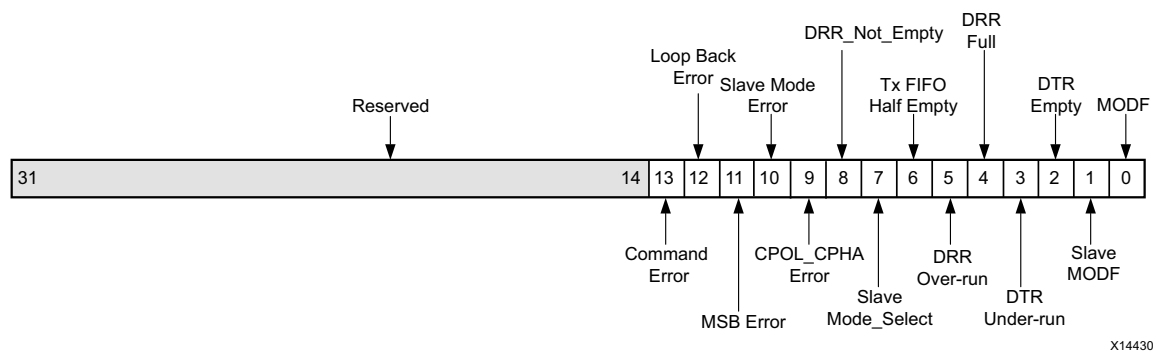 DRR
Full
DRR_Not_Empty
Loop Back
Error
Slave Mode
Error
Tx FIFO
Half Empty
DTR
Empty
MODF
Reserved
31 14 13 12 11 10 9 8 7 6 5 4 3 2 1 0
Command
Error
CPOL_CPHA
Error
DRR
Over-run
Slave
MODF
MSB Error
Slave
Mode_Select
DTR
Under-run
X14430